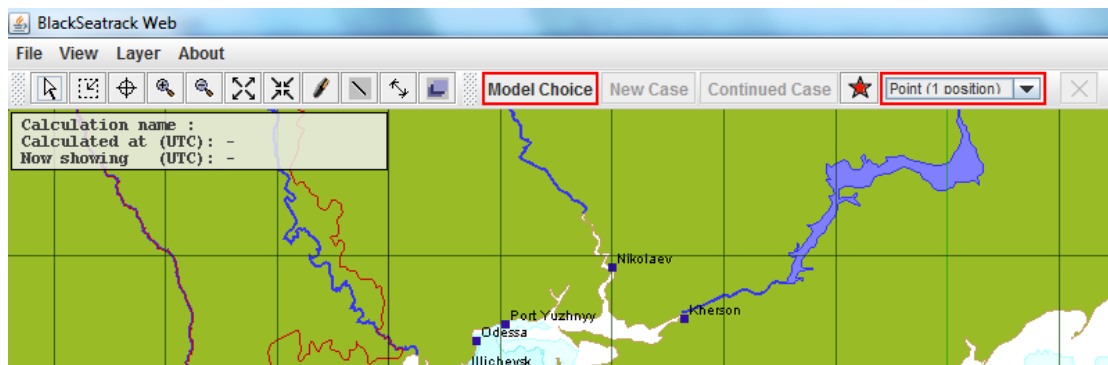 BlackSeatrack Web
File View Layer About
Model Choice New Case Continued Case Point (1 position)
Calculation name :
Calculated at (UTC): -
Now showing (UTC): -
Nikolaev
Kherson
Port Yuzhnyy
Odessa
Illichevsk